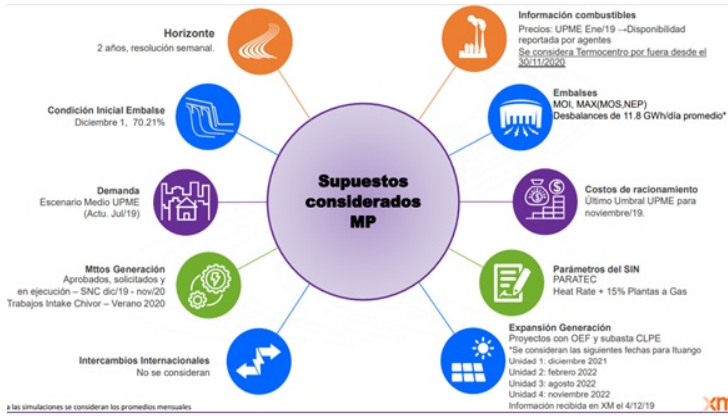 Horizonte
2 años, resolución semanal.
Condición Inicial Embalse
Diciembre 1, 70.21%
Demanda
Escenario Medio UPME
(Actu. Jul/19)
Mttos Generación
Aprobados, solicitados y
en ejecución – SNC dic/19 - nov/20
Trabajos Intake Chivor – Verano 2020
Intercambios Internacionales
No se consideran
Supuestos
considerados
MP
Información combustibles
Precios: UPME Ene/19 →Disponibilidad
reportada por agentes
Se considera Termocentro por fuera desde el
30/11/2020
Embalses
MOI, MAX(MOS,NEP)
Desbalances de 11.8 GWh/día promedio*
Costos de racionamiento
Último Umbral UPME para
noviembre/19.
Parámetros del SIN
PARATEC
Heat Rate + 15% Plantas a Gas
Expansión Generación
Proyectos con OEF y subasta CLPE
*Se consideran las siguientes fechas para Ituango
Unidad 1: diciembre 2021
Unidad 2: febrero 2022
Unidad 3: agosto 2022
Unidad 4: noviembre 2022
Información recibida en XM el 4/12/19
a las simulaciones se consideran los promedios mensuales